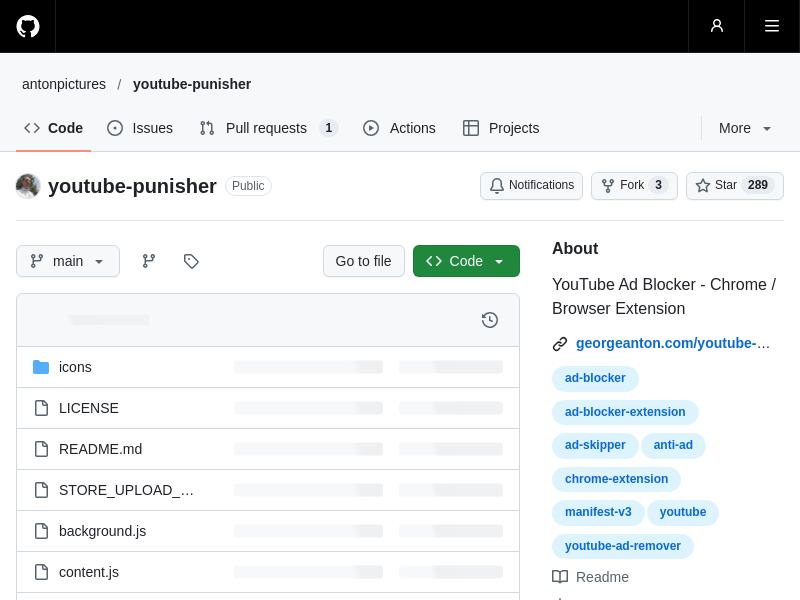 antonpictures / youtube-punisher
Code Issues Pull requests 1 Actions Projects More
youtube-punisher Public Notifications Fork 3 Star 289
main Go to file Code
icons
LICENSE
README.md
STORE_UPLOAD_…
background.js
content.js
About
YouTube Ad Blocker - Chrome /
Browser Extension
georgeanton.com/youtube-…
ad-blocker
ad-blocker-extension
ad-skipper anti-ad
chrome-extension
manifest-v3 youtube
youtube-ad-remover
Readme